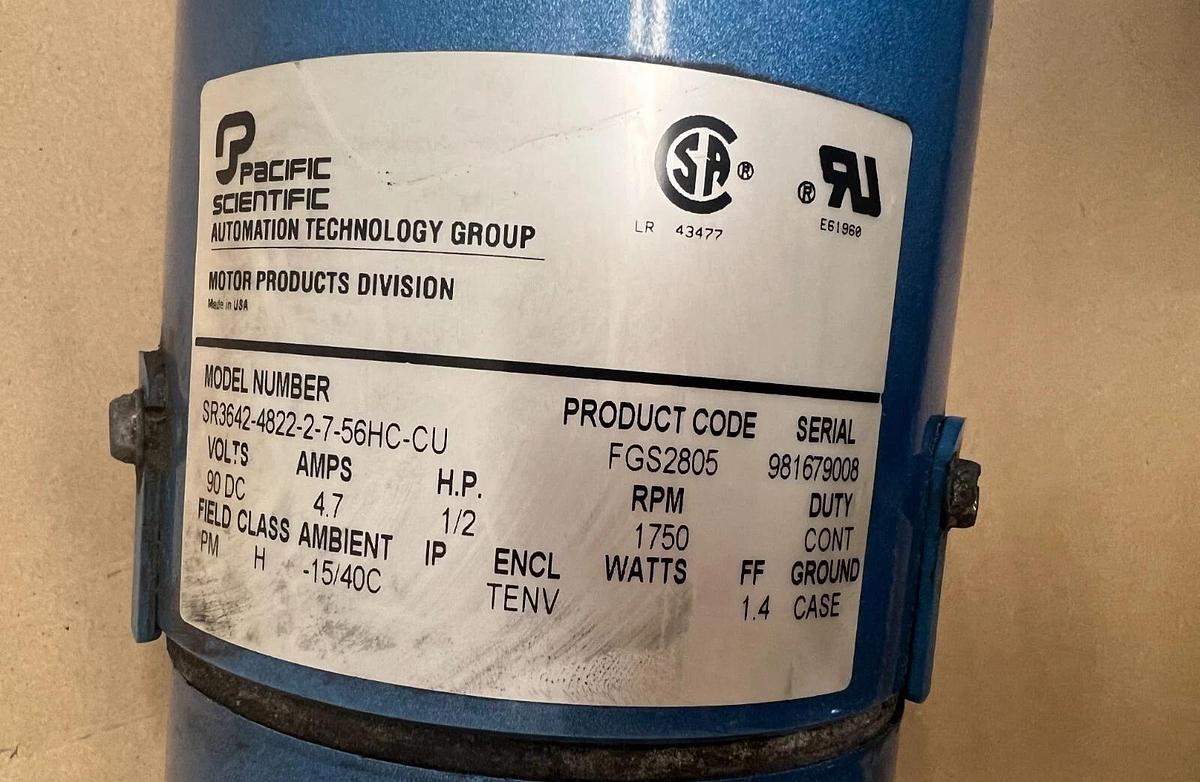 PACIFIC
SCIENTIFIC
AUTOMATION TECHNOLOGY GROUP
MOTOR PRODUCTS DIVISION
Made in USA
SA ®
LR 43477
® RU
E61960
MODEL NUMBER PRODUCT CODE SERIAL
SR3642-4822-2-7-56HC-CU FGS2805 981679008
VOLTS AMPS H.P. RPM DUTY
90 DC 4.7 1/2 1750 CONT
FIELD CLASS AMBIENT IP ENCL WATTS FF GROUND
PM H -15/40C TENV 1.4 CASE